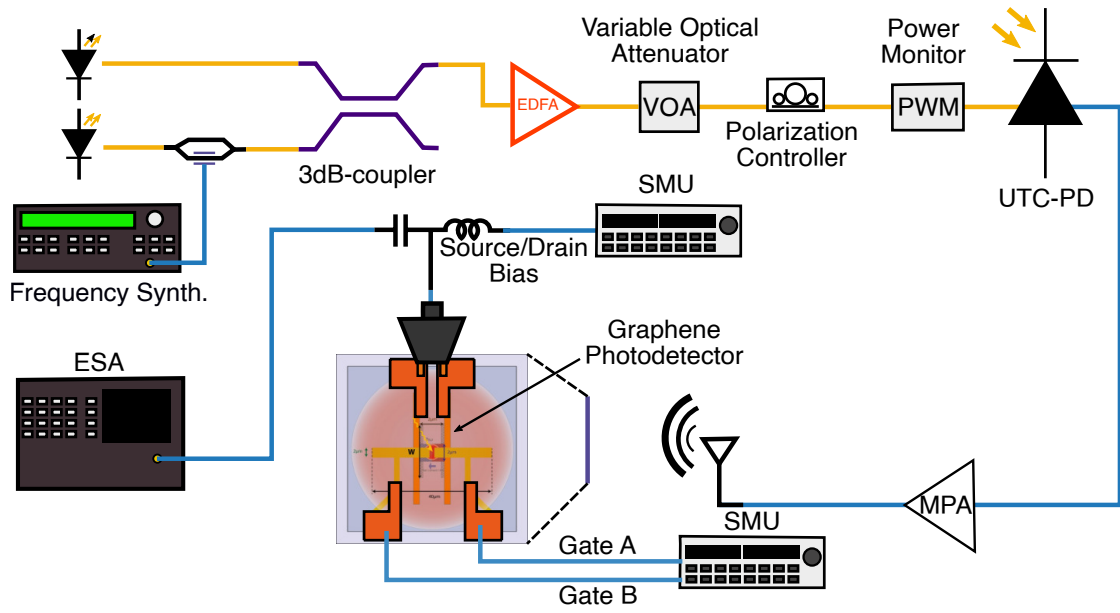 Variable Optical
Attenuator
Power
Monitor
EDFA
VOA
PWM
Polarization
Controller
3dB-coupler
UTC-PD
SMU
Source/Drain
Bias
Frequency Synth.
Graphene
Photodetector
ESA
W
MPA
SMU
Gate A
Gate B